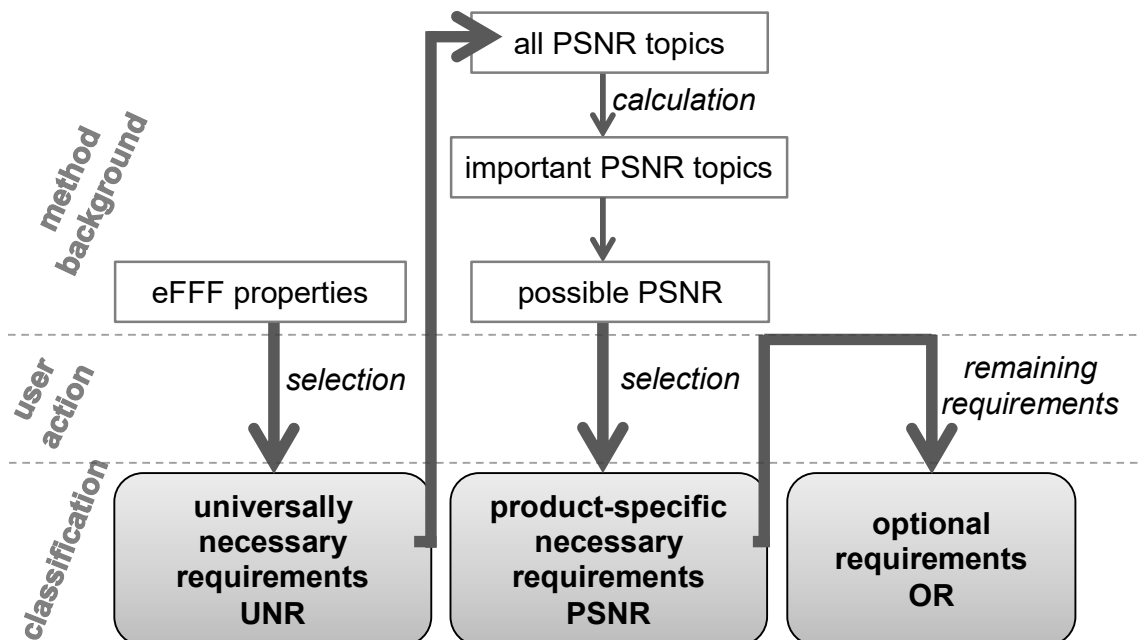 all PSNR topics
calculation
important PSNR topics
method
background
eFFF properties
possible PSNR
user
action
selection
selection
remaining
requirements
classification
universally
necessary
requirements
UNR
product-specific
necessary
requirements
PSNR
optional
requirements
OR